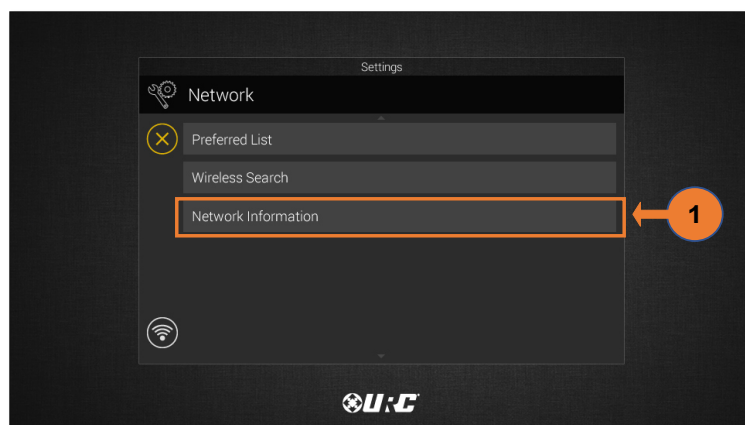 Settings
Network
Preferred List
Wireless Search
Network Information
1
URC